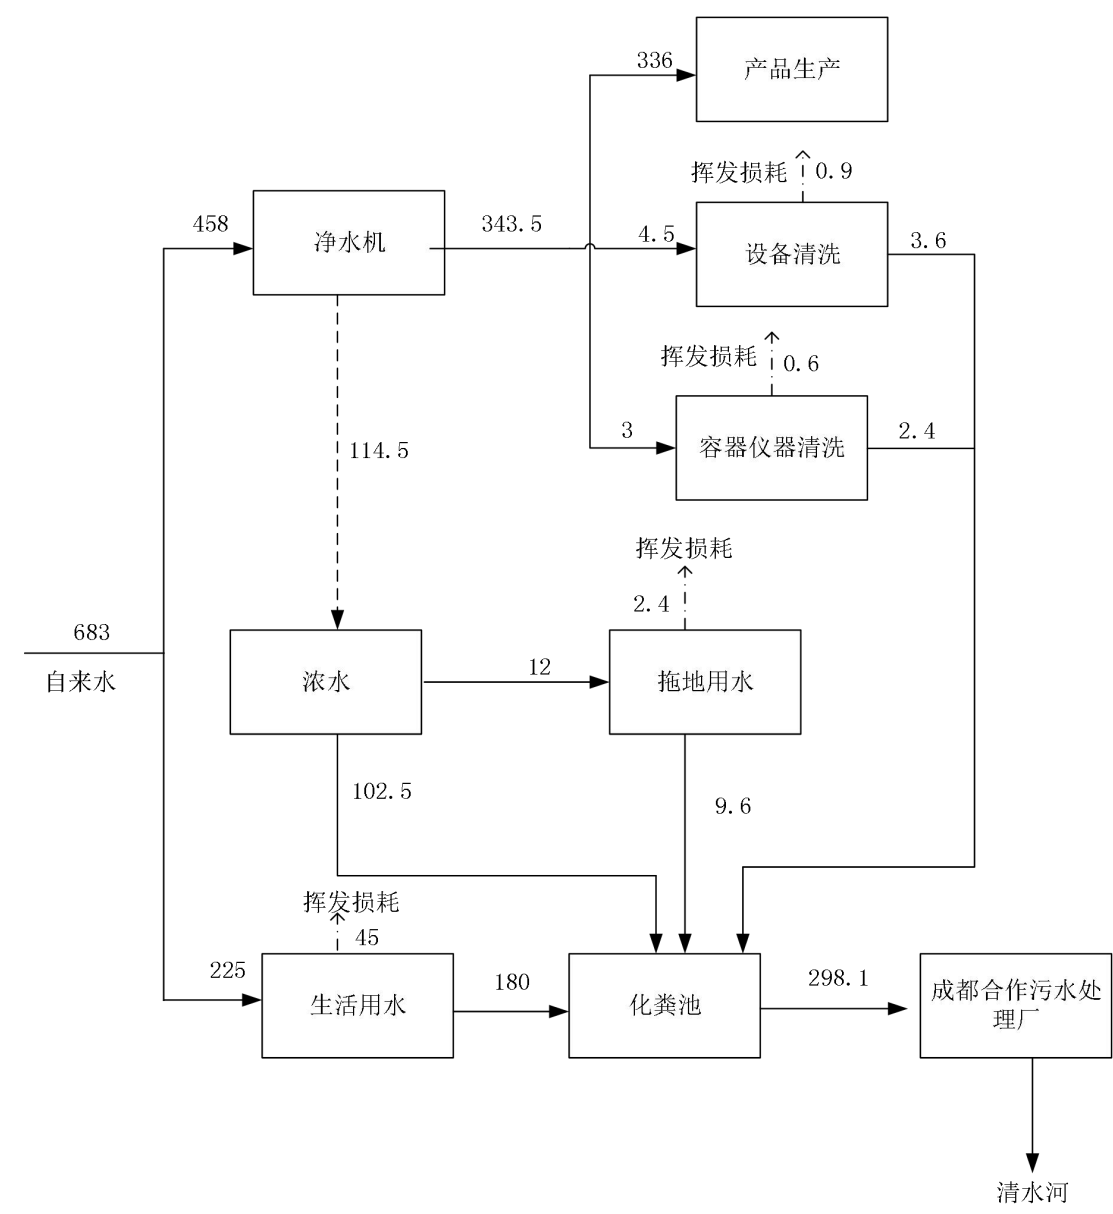 336
产品生产
挥发损耗
0.9
458
净水机
343.5
4.5
设备清洗
3.6
挥发损耗
0.6
3
容器仪器清洗
2.4
114.5
挥发损耗
2.4
683
自来水
浓水
12
拖地用水
102.5
9.6
挥发损耗
45
225
生活用水
180
化粪池
298.1
成都合作污水处
理厂
清水河